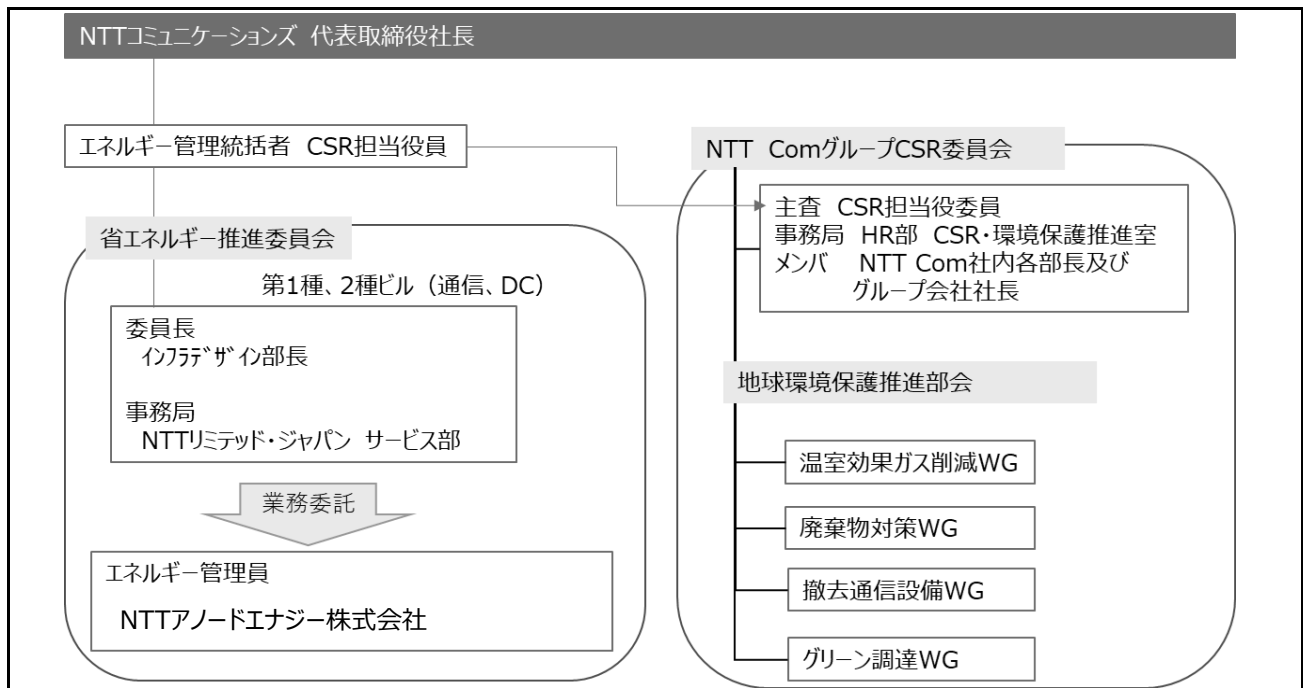 NTTコミュニケーションズ 代表取締役社長
エネルギー管理統括者 CSR担当役員
省エネルギー推進委員会
第1種、2種ビル（通信、DC）
委員長
ｲﾝﾌﾗﾃﾞｻﾞｲﾝ部長
事務局
NTTリミテッド・ジャパン サービス部
業務委託
エネルギー管理員
NTTアノードエナジー株式会社
NTT ComグループCSR委員会
主査 CSR担当役委員
事務局 HR部 CSR・環境保護推進室
メンバ NTT Com社内各部長及び
グループ会社社長
地球環境保護推進部会
温室効果ガス削減WG
廃棄物対策WG
撤去通信設備WG
グリーン調達WG